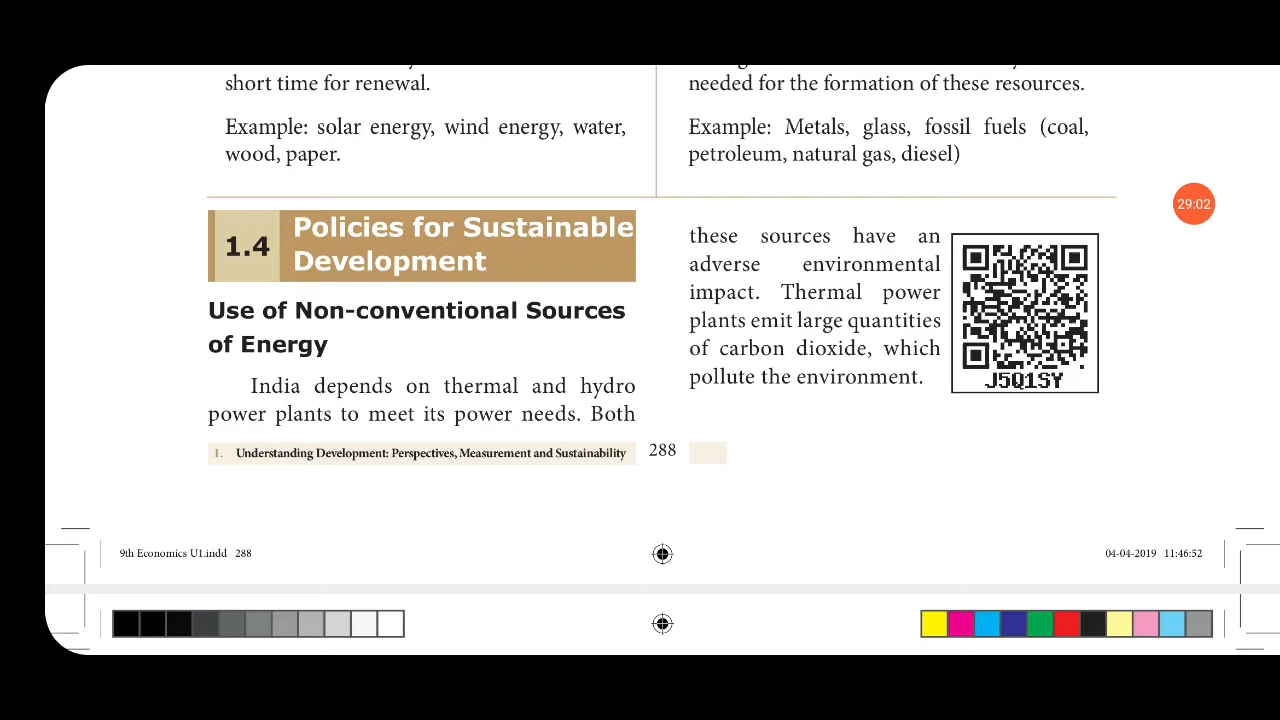 short time for renewal.
Example: solar energy, wind energy, water,
wood, paper.
needed for the formation of these resources.
Example: Metals, glass, fossil fuels (coal,
petroleum, natural gas, diesel)
29:02
1.4
Policies for Sustainable
Development
Use of Non-conventional Sources
of Energy
India depends on thermal and hydro
power plants to meet its power needs. Both
these sources have an
adverse environmental
impact. Thermal power
plants emit large quantities
of carbon dioxide, which
pollute the environment.
J5Q1SY
1. Understanding Development: Perspectives, Measurement and Sustainability
288
9th Economics U1.indd 288
04-04-2019 11:46:52